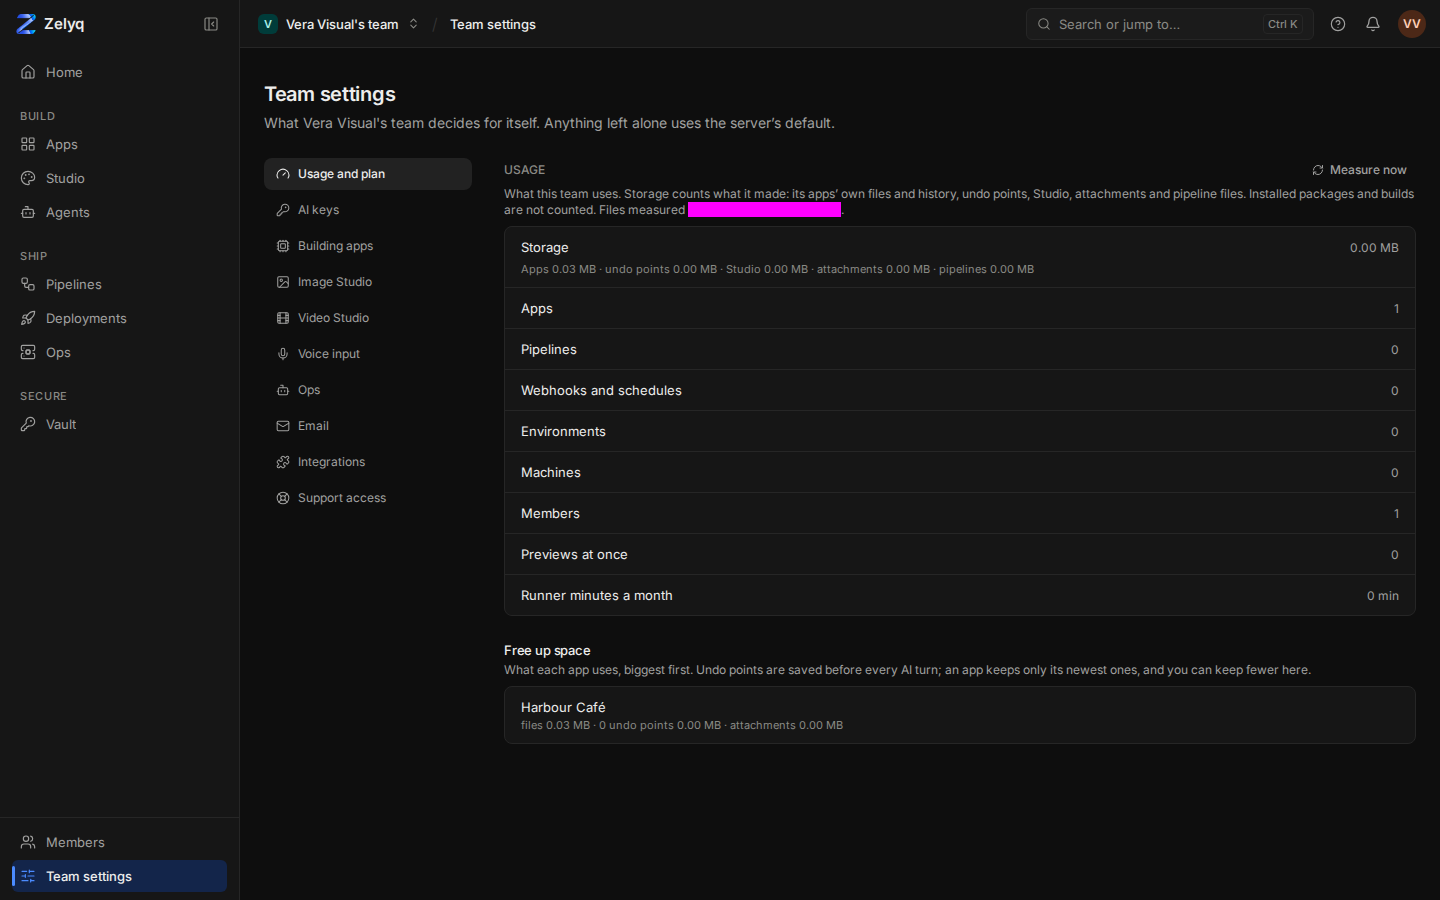 Zelyq
V
Vera Visual's team
/
Team settings
Search or jump to...
Ctrl K
VV
Home
BUILD
Apps
Studio
Agents
SHIP
Pipelines
Deployments
Ops
SECURE
Vault
Members
Team settings
Team settings
What Vera Visual's team decides for itself. Anything left alone uses the server’s default.
Usage and plan
AI keys
Building apps
Image Studio
Video Studio
Voice input
Ops
Email
Integrations
Support access
USAGE
Measure now
What this team uses. Storage counts what it made: its apps’ own files and history, undo points, Studio, attachments and pipeline files. Installed packages and builds
are not counted. Files measured .
Storage
0.00 MB
Apps 0.03 MB · undo points 0.00 MB · Studio 0.00 MB · attachments 0.00 MB · pipelines 0.00 MB
Apps
1
Pipelines
0
Webhooks and schedules
0
Environments
0
Machines
0
Members
1
Previews at once
0
Runner minutes a month
0 min
Free up space
What each app uses, biggest first. Undo points are saved before every AI turn; an app keeps only its newest ones, and you can keep fewer here.
Harbour Café
files 0.03 MB · 0 undo points 0.00 MB · attachments 0.00 MB